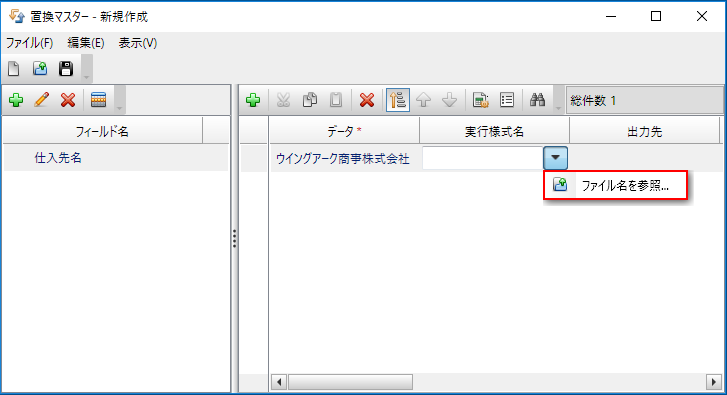 置換マスター - 新規作成
ファイル(F) 編集(E) 表示(V)
総件数 1
フィールド名
データ * 実行様式名 出力先
仕入先名
ウイングアーク商事株式会社
ファイル名を参照...